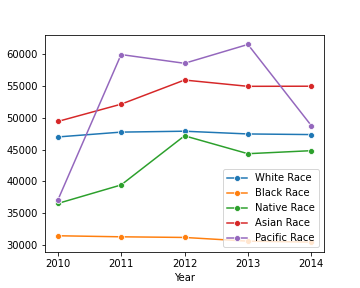 60000
55000
50000
45000
40000
35000
30000
White Race
Black Race
Native Race
Asian Race
Pacific Race
2010 2011 2012 2013 2014
Year